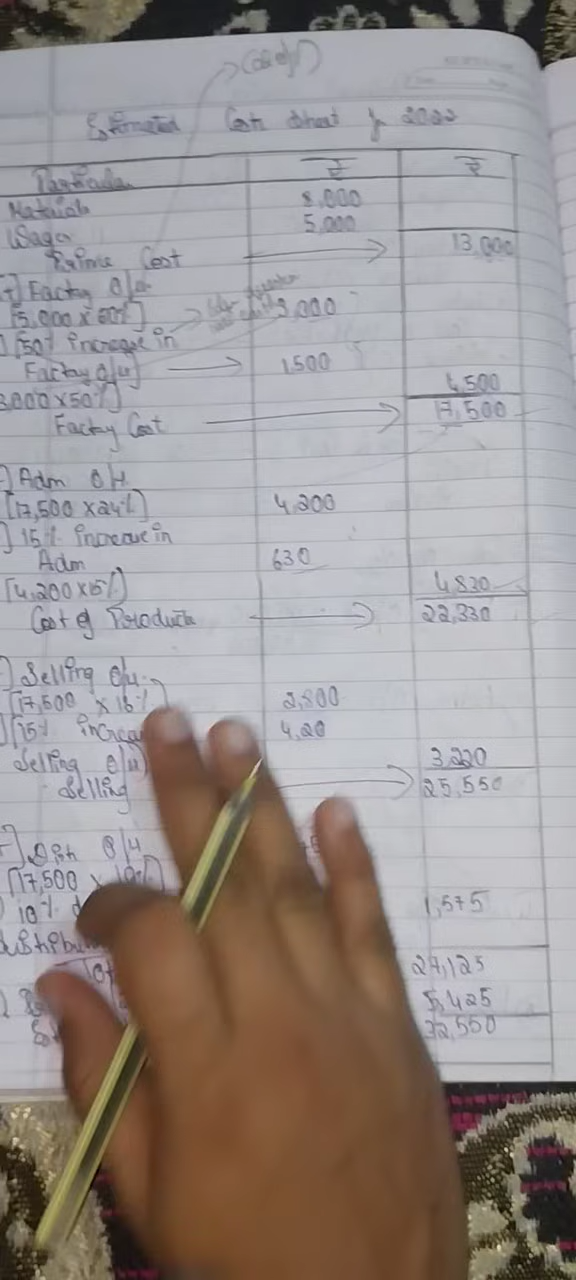 Estimated Cost Sheet for 2022
Particulars ₹ ₹
Materials 8,000
Wages 5,000
Prime Cost → 13,000
Factory O/H
[5,000 x 60%] → 3,000
[50% increase in
Factory O/H] → 1,500
3,000 x 50%] 4,500
Factory Cost → 17,500
Adm O/H
[17,500 x 24%] 4,200
] 15% increase in
Adm 630
[4,200 x 15%] 4,830
Cost of Production → 22,330
Selling O/H
[17,500 x 16%] 2,800
[15% increa 4,20
Selling O/H 3,220
Selling → 25,550
O/H
[17,500 x 10%]
10% d 1,575
27,125
5,425
32,550